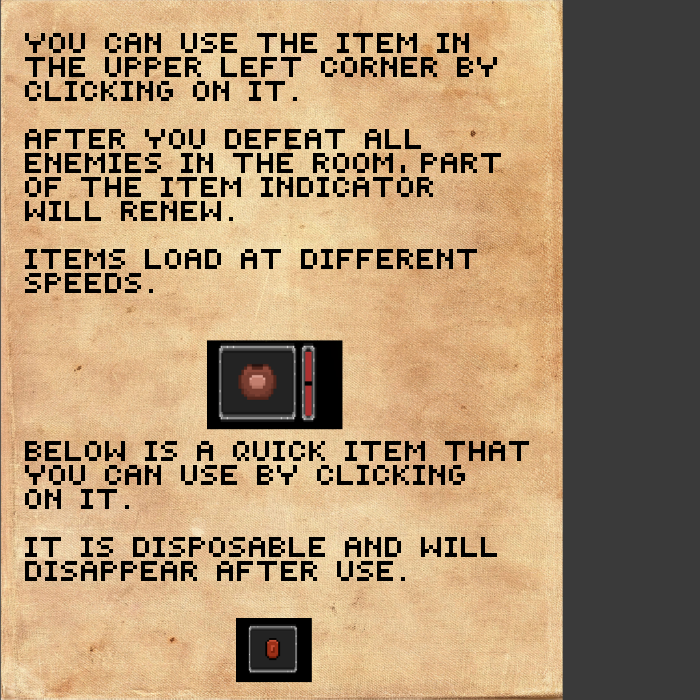 YOU CAN USE THE ITEM IN
THE UPPER LEFT CORNER BY
CLICKING ON IT.
AFTER YOU DEFEAT ALL
ENEMIES IN THE ROOM, PART
OF THE ITEM INDICATOR
WILL RENEW.
ITEMS LOAD AT DIFFERENT
SPEEDS.
BELOW IS A QUICK ITEM THAT
YOU CAN USE BY CLICKING
ON IT.
IT IS DISPOSABLE AND WILL
DISAPPEAR AFTER USE.